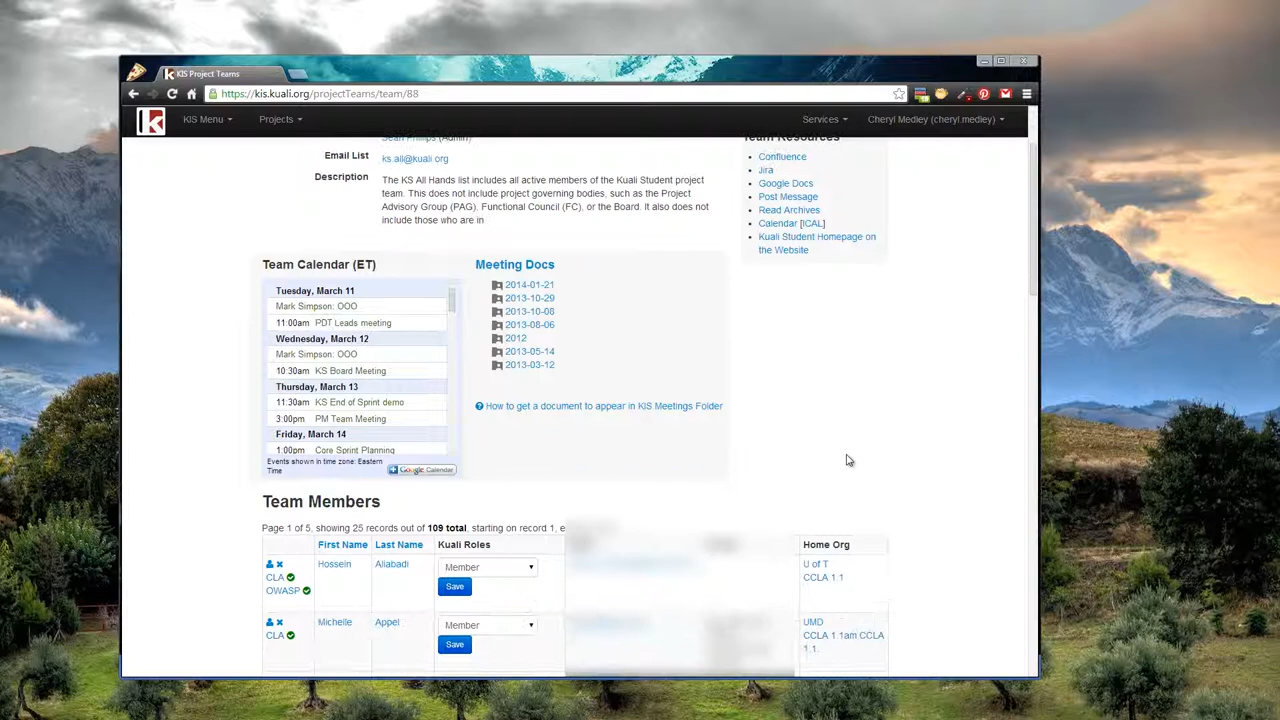 KIS Project Teams
https://kis.kuali.org/projectTeams/team/88
KIS Menu Projects Services Cheryl Medley (cheryl.medley)
Sean Phillips (Admin)
Email List ks.all@kuali.org
Description The KS All Hands list includes all active members of the Kuali Student project
team. This does not include project governing bodies, such as the Project
Advisory Group (PAG), Functional Council (FC), or the Board. It also does not
include those who are in
Team Resources
Confluence
Jira
Google Docs
Post Message
Read Archives
Calendar [ICAL]
Kuali Student Homepage on
the Website
Team Calendar (ET)
Tuesday, March 11
Mark Simpson: OOO
11:00am PDT Leads meeting
Wednesday, March 12
Mark Simpson: OOO
10:30am KS Board Meeting
Thursday, March 13
11:30am KS End of Sprint demo
3:00pm PM Team Meeting
Friday, March 14
1:00pm Core Sprint Planning
Events shown in time zone: Eastern
Time
Google Calendar
Meeting Docs
2014-01-21
2013-10-29
2013-10-08
2013-08-06
2012
2013-05-14
2013-03-12
How to get a document to appear in KIS Meetings Folder
Team Members
Page 1 of 5, showing 25 records out of 109 total, starting on record 1, e
First Name Last Name Kuali Roles Home Org
Hossein Aliabadi Member U of T
CLA CCLA 1.1
OWASP Save
Michelle Appel Member UMD
CLA CCLA 1.1am CCLA
Save 1.1.